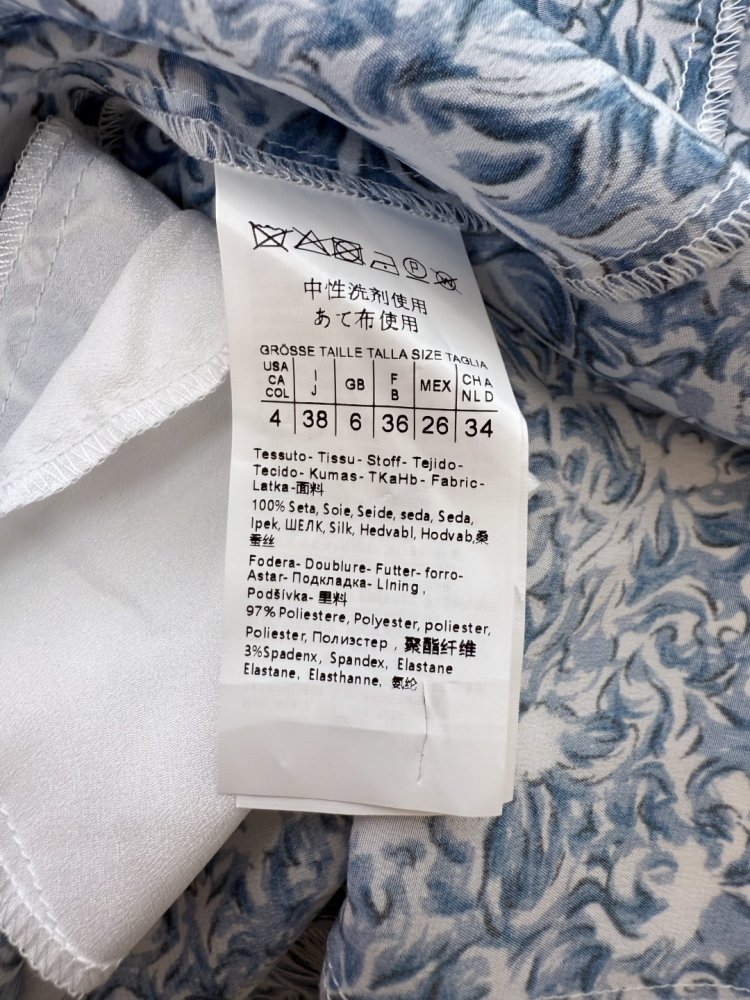 中性洗剤使用
あて布使用
GRÖSSE TAILLE TALLA SIZE TAGLIA
USA CA COL I J GB F B MEX CHA NLD
4 38 6 36 26 34
Tessuto- Tissu- Stoff- Tejido-
Tecido- Kumas- TKaHb- Fabric-
Latka-面料
100% Seta, Soie, Seide, seda, Seda,
Ipek, ШЕЛК, Silk, Hedvabl, Hodvab,桑
蚕丝
Fodera- Doublure- Futter- forro-
Astar- Подкладка- Lining,
Podšívka- 里料
97% Poliestere, Polyester, poliester,
Poliester, Полиэстер, 聚酯纤维
3%Spadenx, Spandex, Elastane
Elastane, Elasthanne, 氨纶